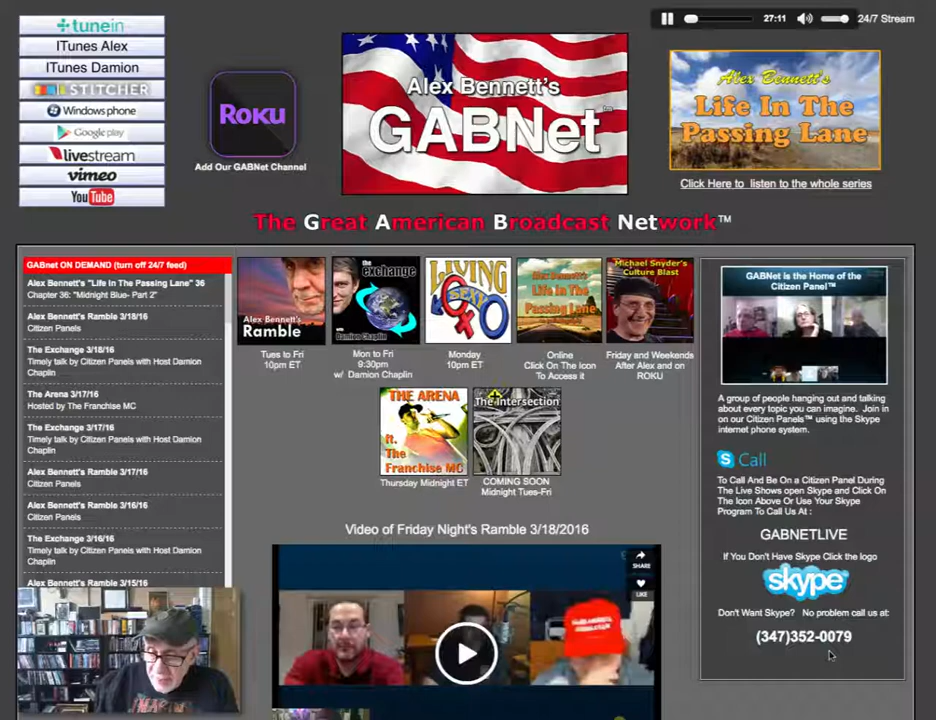 tunein
ITunes Alex
ITunes Damion
STITCHER
Windows phone
Google play
livestream
vimeo
YouTube
Roku
Add Our GABNet Channel
Alex Bennett's
GABNet
27:11
24/7 Stream
Alex Bennett's
Life In The
Passing Lane
Click Here to listen to the whole series
The Great American Broadcast Network™
GABnet ON DEMAND (turn off 24/7 feed)
Alex Bennett's "Life In The Passing Lane" 36
Chapter 36: "Midnight Blue- Part 2"
Alex Bennett's Ramble 3/18/16
Citizen Panels
The Exchange 3/18/16
Timely talk by Citizen Panels with Host Damion
Chaplin
The Arena 3/17/16
Hosted by The Franchise MC
The Exchange 3/17/16
Timely talk by Citizen Panels with Host Damion
Chaplin
Alex Bennett's Ramble 3/17/16
Citizen Panels
Alex Bennett's Ramble 3/16/16
Citizen Panels
The Exchange 3/16/16
Timely talk by Citizen Panels with Host Damion
Chaplin
Alex Bennett's Ramble 3/15/16
Alex Bennett's
Ramble
Tues to Fri
10pm ET
the exchange
with Damion Chaplin
Mon to Fri
9:30pm
w/ Damion Chaplin
LIVING
SEXY
Monday
10pm ET
Alex Bennett's
Life In The
Passing Lane
Online
Click On The Icon
To Access it
Michael Snyder's
Culture Blast
Friday and Weekends
After Alex and on
ROKU
THE ARENA
ft.
The
Franchise MC
Thursday Midnight ET
The Intersection
COMING SOON
Midnight Tues-Fri
Video of Friday Night's Ramble 3/18/2016
SHARE
LIKE
GABNet is the Home of the
Citizen Panel™
A group of people hanging out and talking
about every topic you can imagine. Join in
on our Citizen Panels™ using the Skype
internet phone system.
S Call
To Call And Be On a Citizen Panel During
The Live Shows open Skype and Click On
The Icon Above Or Use Your Skype
Program To Call Us At :
GABNETLIVE
If You Don't Have Skype Click the logo
skype
Don't Want Skype? No problem call us at:
(347)352-0079